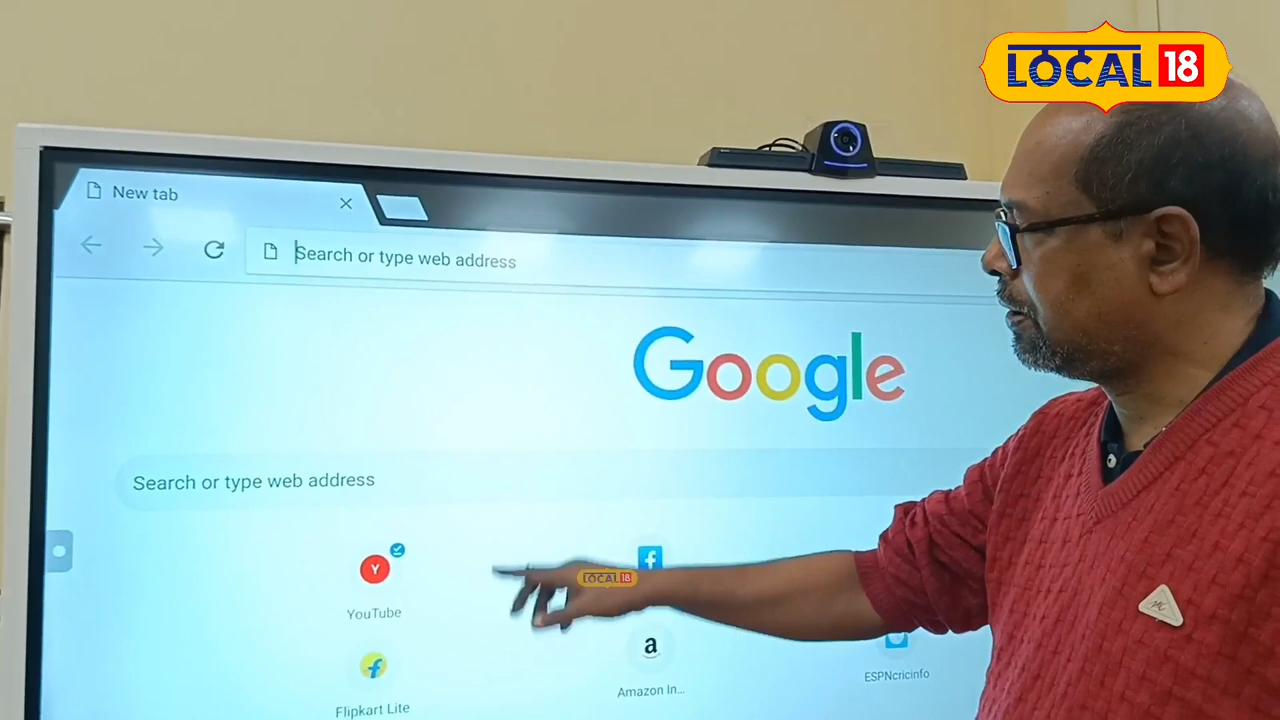 LOCAL 18
New tab
Search or type web address
Google
Search or type web address
Y
YouTube
LOCAL 18
a
Flipkart Lite
Amazon In...
ESPNcricinfo